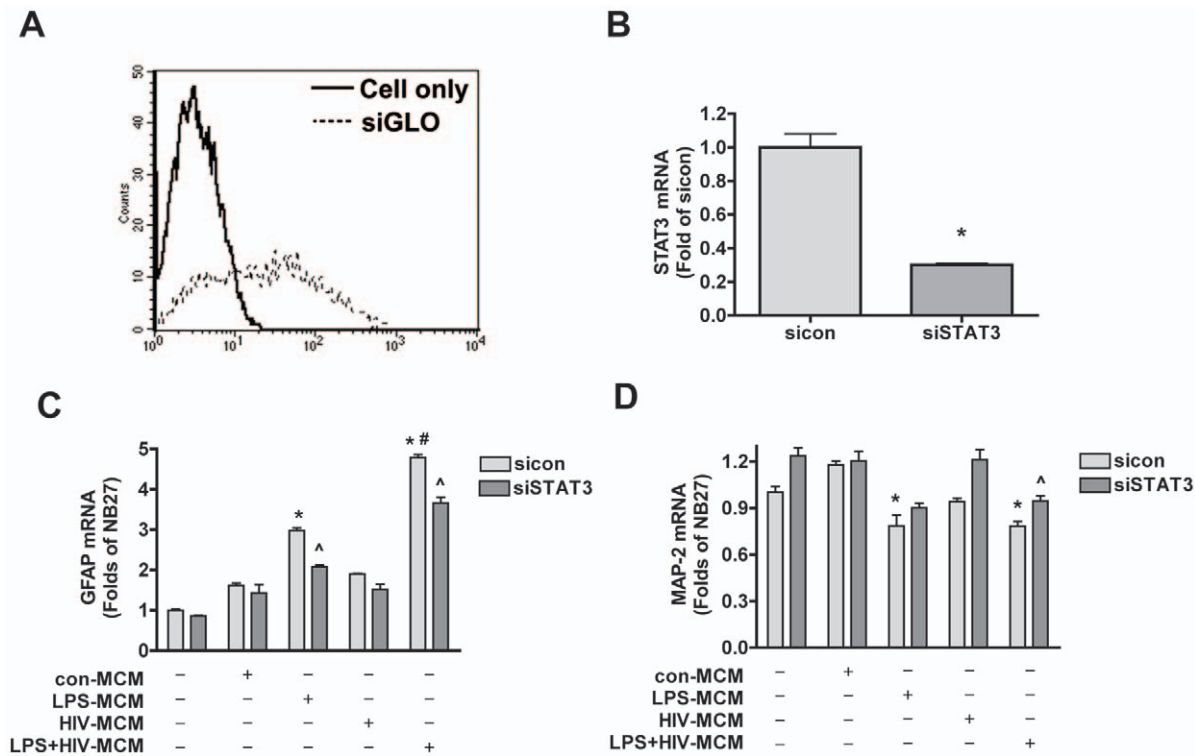 A
50
40
30
20
10
0
Counts
Cell only
siGLO
10^0 10^1 10^2 10^3 10^4
B
STAT3 mRNA
(Fold of sicon)
1.2
1.0
0.8
0.6
0.4
0.2
0.0
*
sicon siSTAT3
C
GFAP mRNA
(Folds of NB27)
5
4
3
2
1
0
* ^ * # ^
sicon
siSTAT3
con-MCM – + – – –
LPS-MCM – – + – –
HIV-MCM – – – + –
LPS+HIV-MCM – – – – +
D
MAP-2 mRNA
(Folds of NB27)
1.2
0.9
0.6
0.3
0.0
* * ^
sicon
siSTAT3
con-MCM – + – – –
LPS-MCM – – + – –
HIV-MCM – – – + –
LPS+HIV-MCM – – – – +